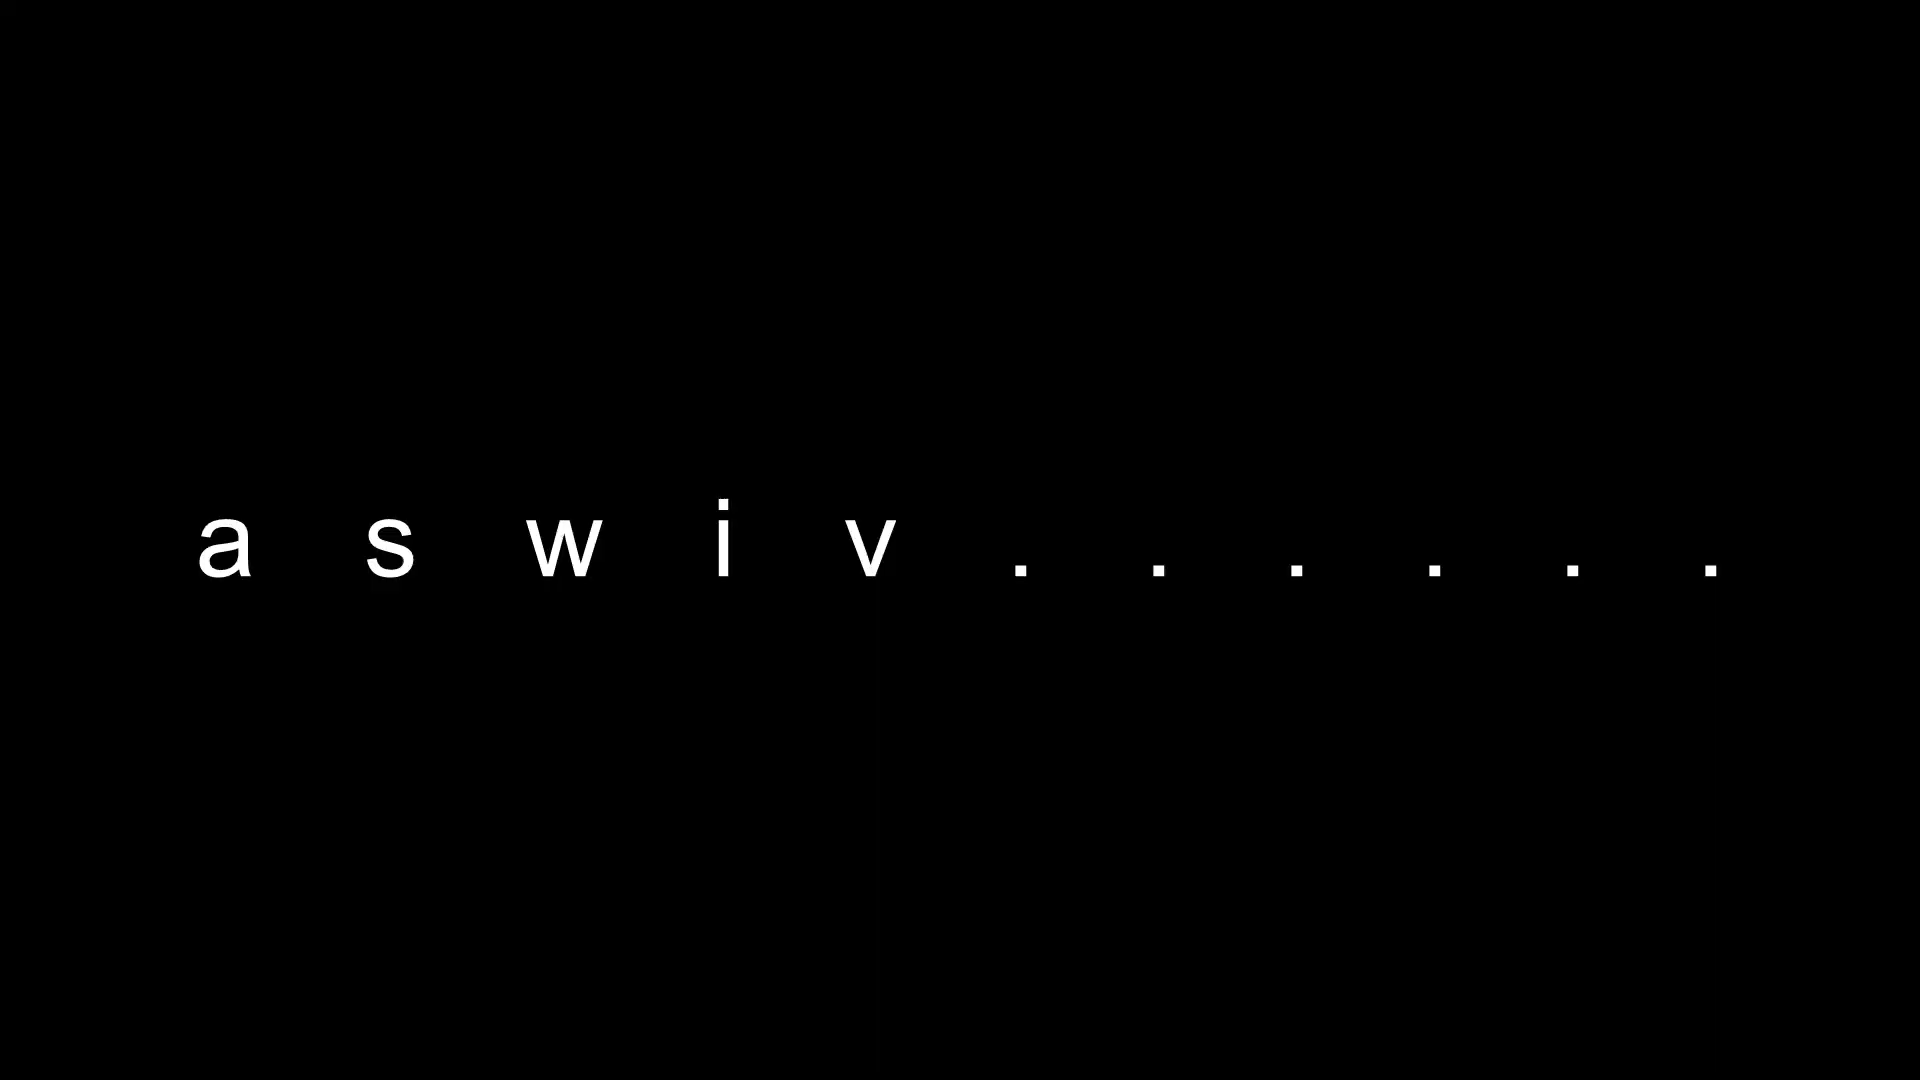 a s w i v . . . . . .